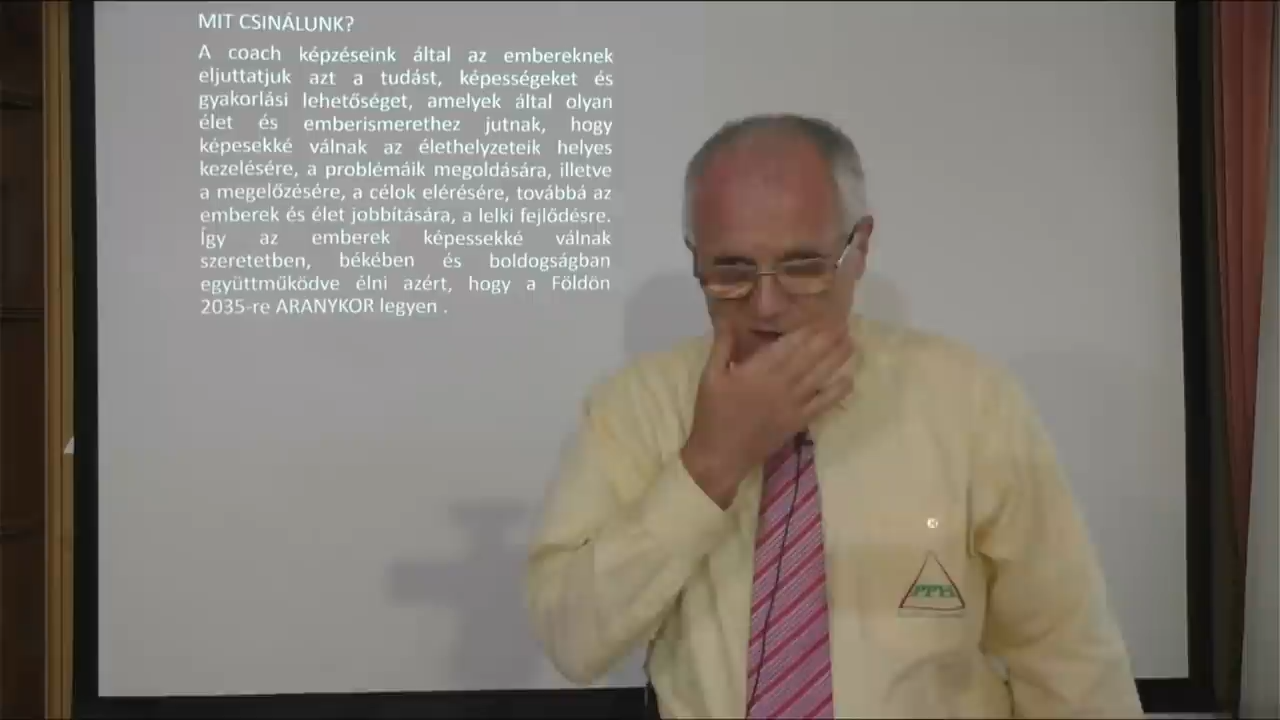 MIT CSINÁLUNK?
A coach képzéseink által az embereknek
eljuttatjuk azt a tudást, képességeket és
gyakorlási lehetőséget, amelyek által olyan
élet és emberismerethez jutnak, hogy
képesekké válnak az élethelyzeteik helyes
kezelésére, a problémáik megoldására, illetve
a megelőzésére, a célok elérésére, továbbá az
emberek és élet jobbítására, a lelki fejlődésre.
Így az emberek képessekké válnak
szeretetben, békében és boldogságban
együttműködve élni azért, hogy a Földön
2035-re ARANYKOR legyen .